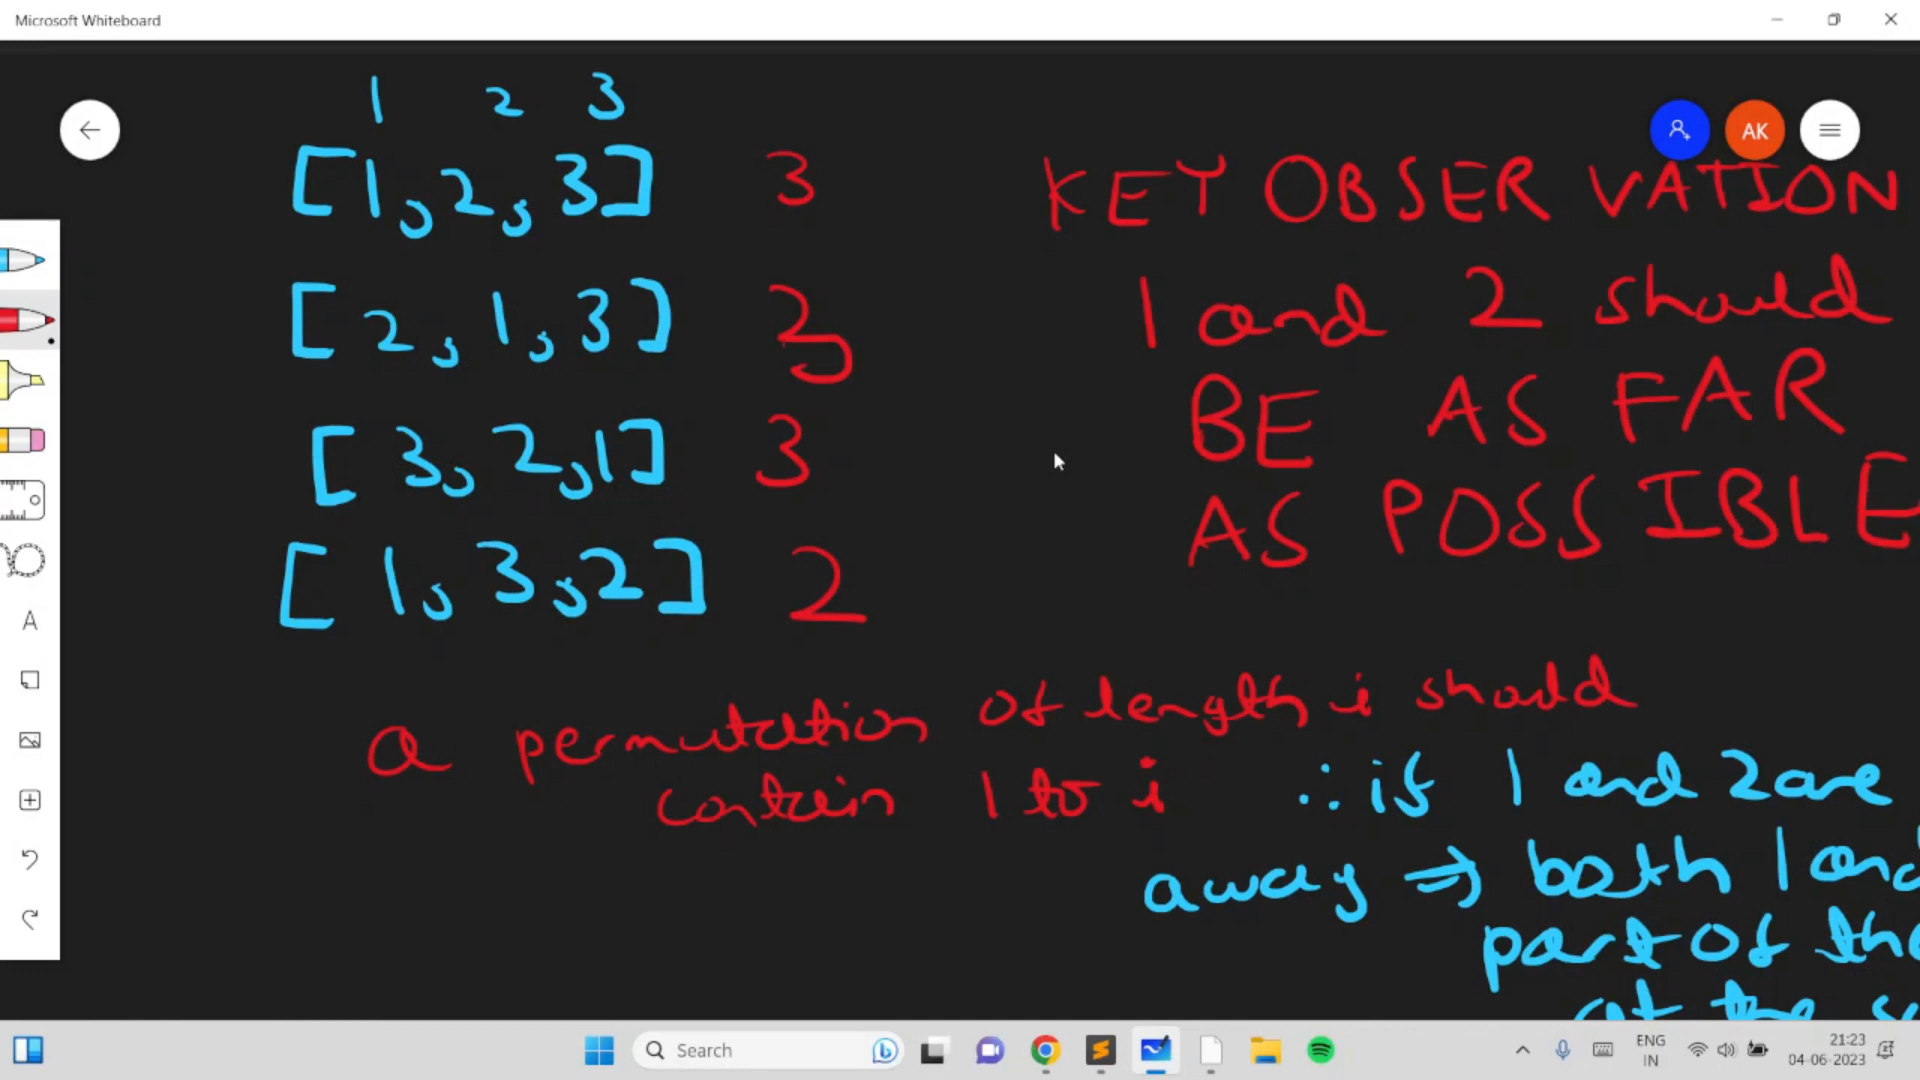 Microsoft Whiteboard
1 2 3
[1,2,3] 3
[2,1,3] 2
[3,2,1] 3
[1,3,2] 2
KEY OBSERVATION
1 and 2 should
BE AS FAR
AS POSSIBLE
AK
A
a permutation of length i should
contain 1 to i
∴ if 1 and 2 are
away ⇒ both 1 and
part of the
at the
Search
ENG
IN
21:23
04-06-2023